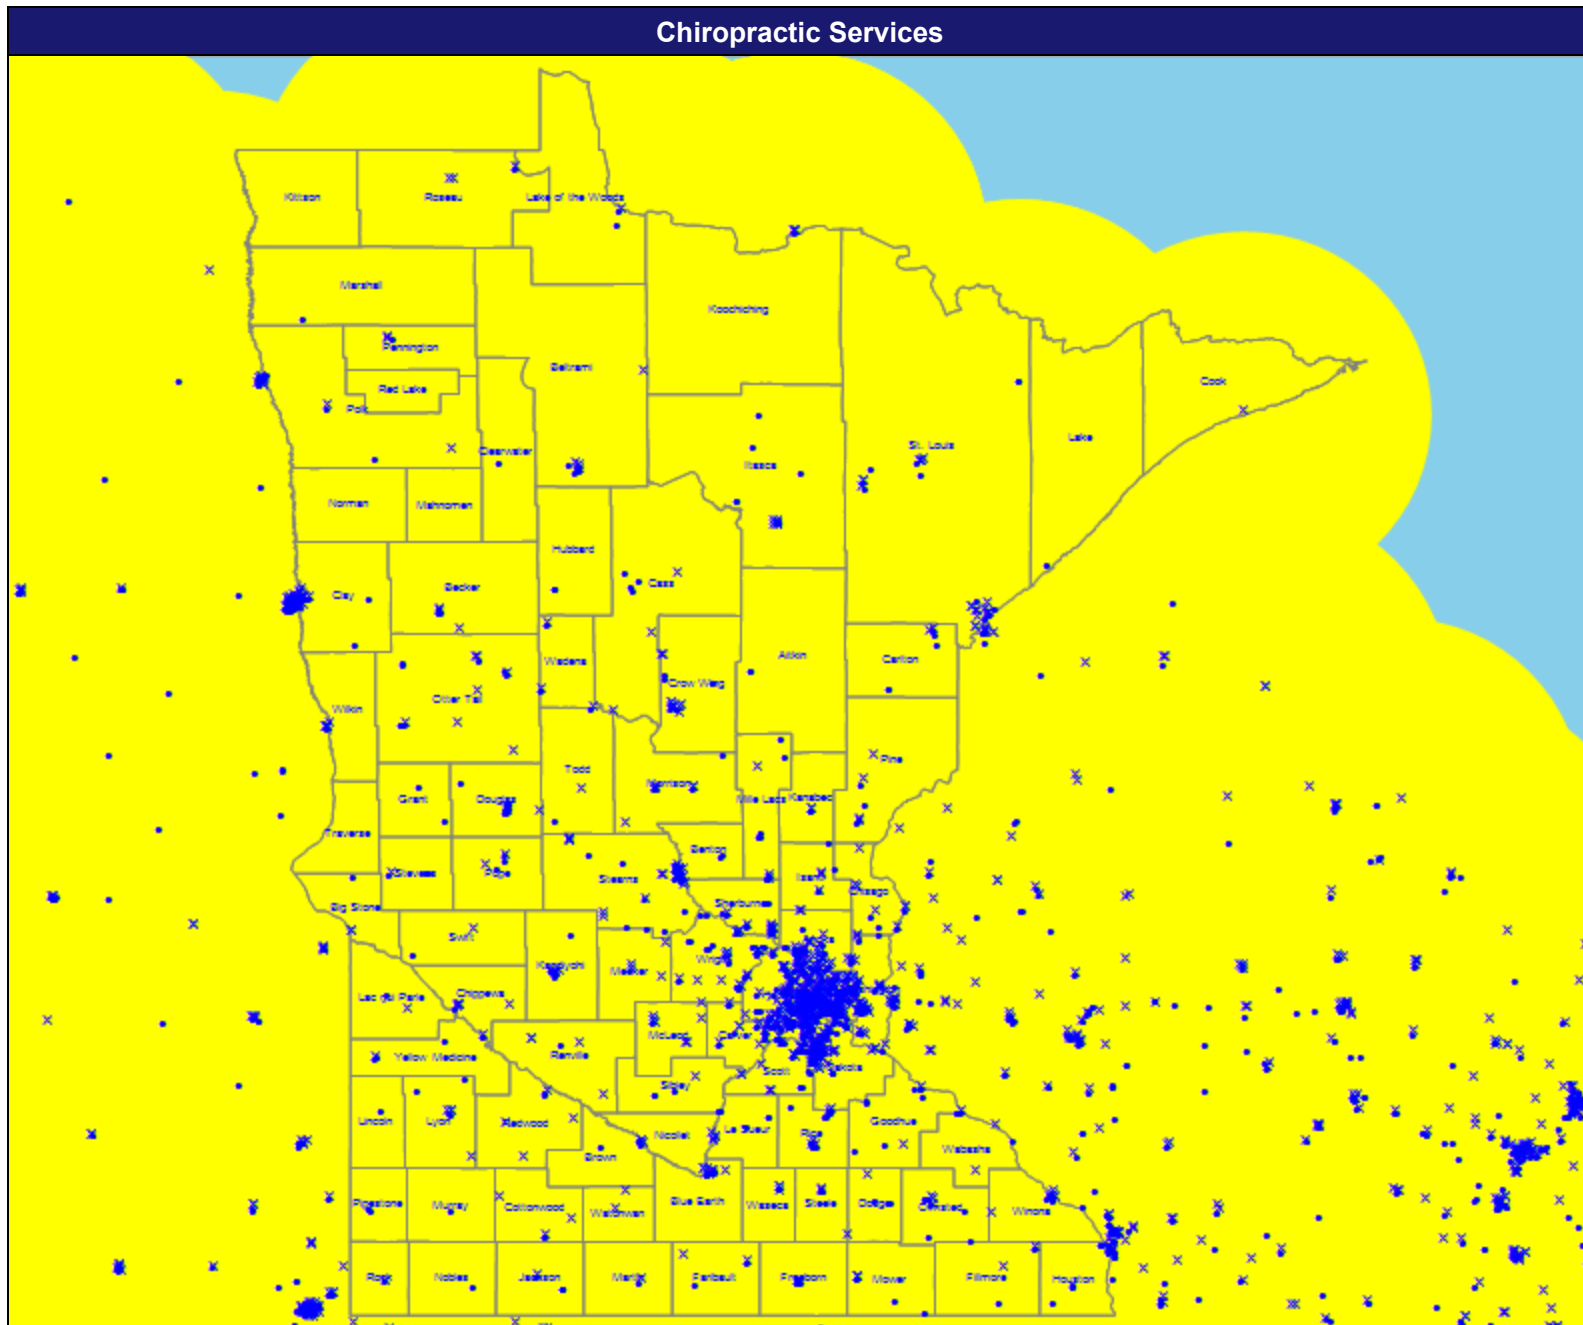 Chiropractic Services
Kittson
Roseau
Lake of the Woods
Marshall
Koochiching
Pennington
Beltrami
Red Lake
Cook
Polk
Lake
St. Louis
Clearwater
Itasca
Norman
Mahnomen
Hubbard
Cass
Becker
Clay
Aitkin
Carlton
Wadena
Crow Wing
Otter Tail
Wilkin
Pine
Todd
Morrison
Grant
Douglas
Mille Lacs
Kanabec
Traverse
Benton
Stevens
Pope
Stearns
Isanti
Chisago
Big Stone
Sherburne
Swift
Wright
Kandiyohi
Meeker
Chippewa
Lac qui Parle
McLeod
Carver
Renville
Yellow Medicine
Scott
Dakota
Sibley
Lincoln
Lyon
Redwood
Goodhue
Le Sueur
Rice
Nicollet
Wabasha
Brown
Pipestone
Murray
Cottonwood
Watonwan
Blue Earth
Waseca
Steele
Dodge
Olmsted
Winona
Rock
Nobles
Jackson
Martin
Faribault
Freeborn
Mower
Fillmore
Houston